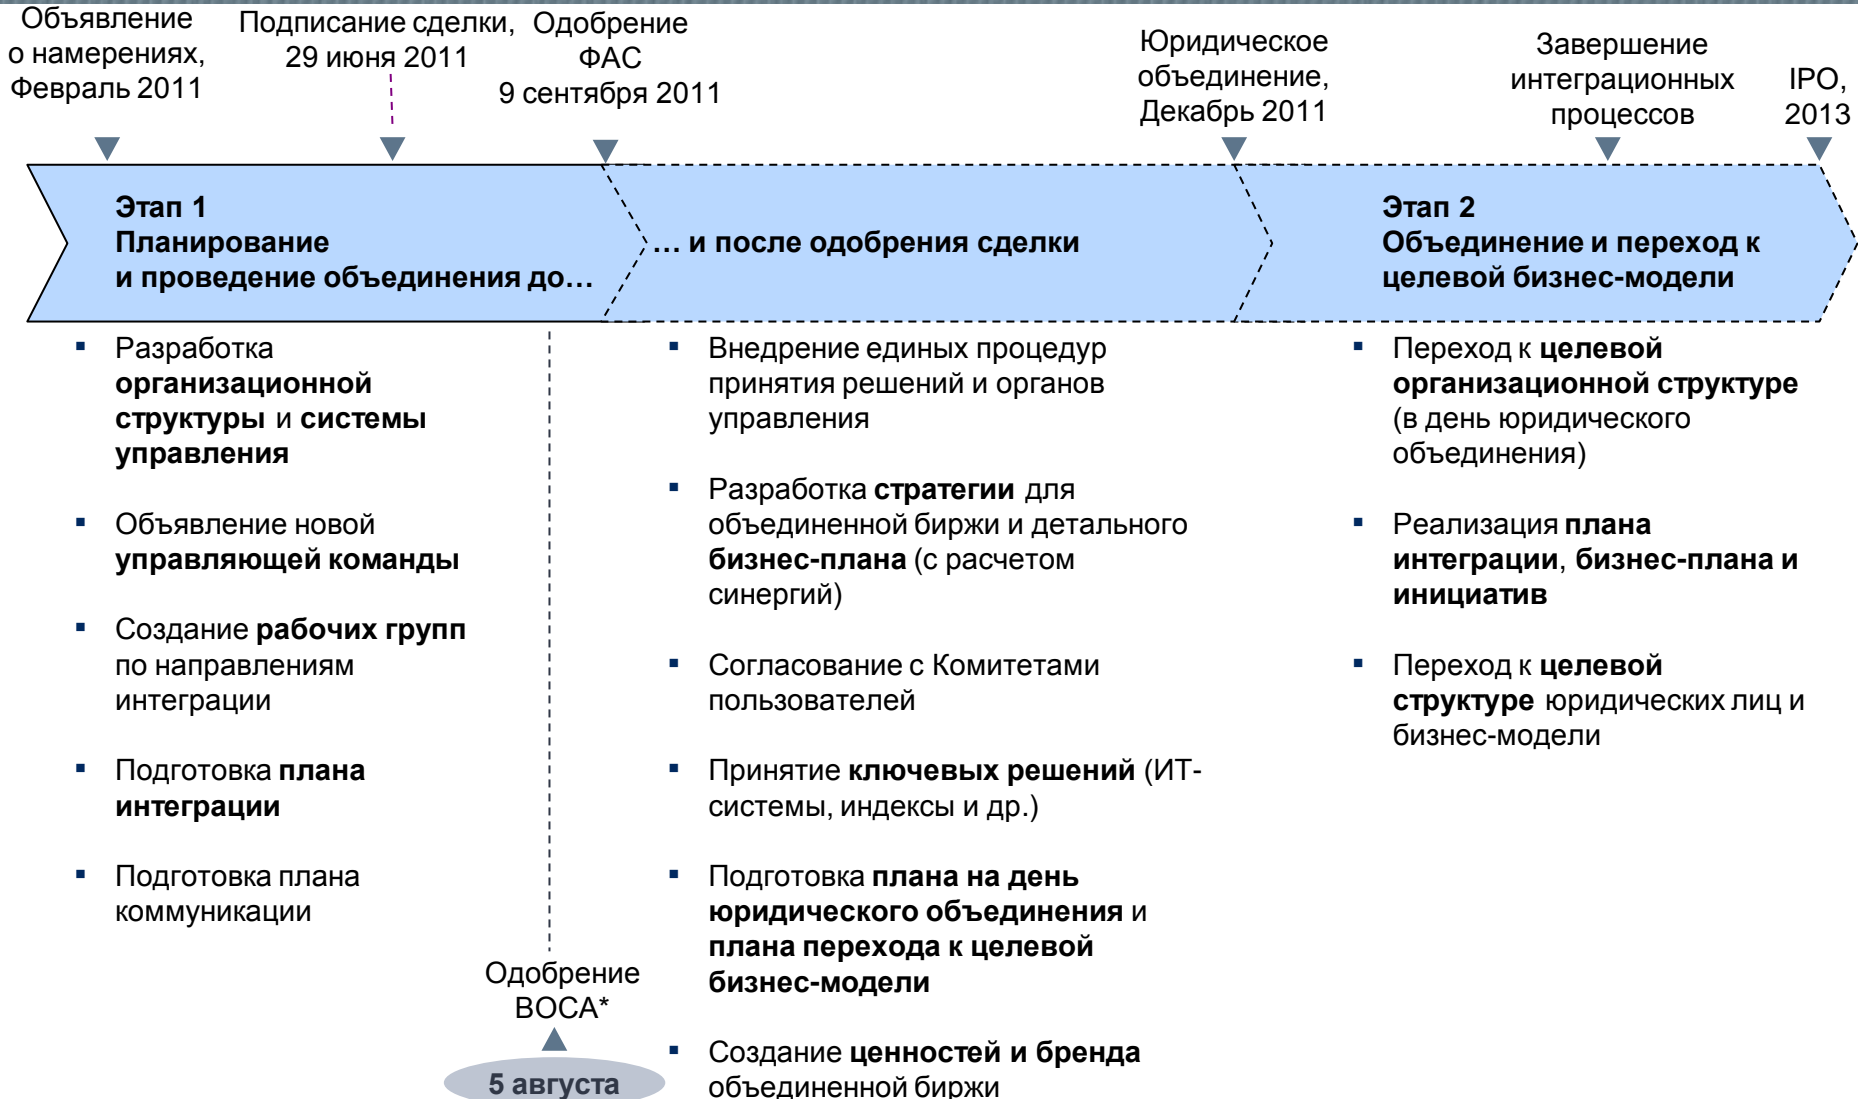 Объявление
о намерениях,
Февраль 2011
Подписание сделки,
29 июня 2011
Одобрение
ФАС
9 сентября 2011
Юридическое
объединение,
Декабрь 2011
Завершение
интеграционных
процессов
IPO,
2013
Этап 1
Планирование
и проведение объединения до…
… и после одобрения сделки
Этап 2
Объединение и переход к
целевой бизнес-модели
▪ Разработка
организационной
структуры и системы
управления
▪ Объявление новой
управляющей команды
▪ Создание рабочих групп
по направлениям
интеграции
▪ Подготовка плана
интеграции
▪ Подготовка плана
коммуникации
Одобрение
ВОСА*
5 августа
▪ Внедрение единых процедур
принятия решений и органов
управления
▪ Разработка стратегии для
объединенной биржи и детального
бизнес-плана (с расчетом
синергий)
▪ Согласование с Комитетами
пользователей
▪ Принятие ключевых решений (ИТ-
системы, индексы и др.)
▪ Подготовка плана на день
юридического объединения и
плана перехода к целевой
бизнес-модели
▪ Создание ценностей и бренда
объединенной биржи
▪ Переход к целевой
организационной структуре
(в день юридического
объединения)
▪ Реализация плана
интеграции, бизнес-плана и
инициатив
▪ Переход к целевой
структуре юридических лиц и
бизнес-модели